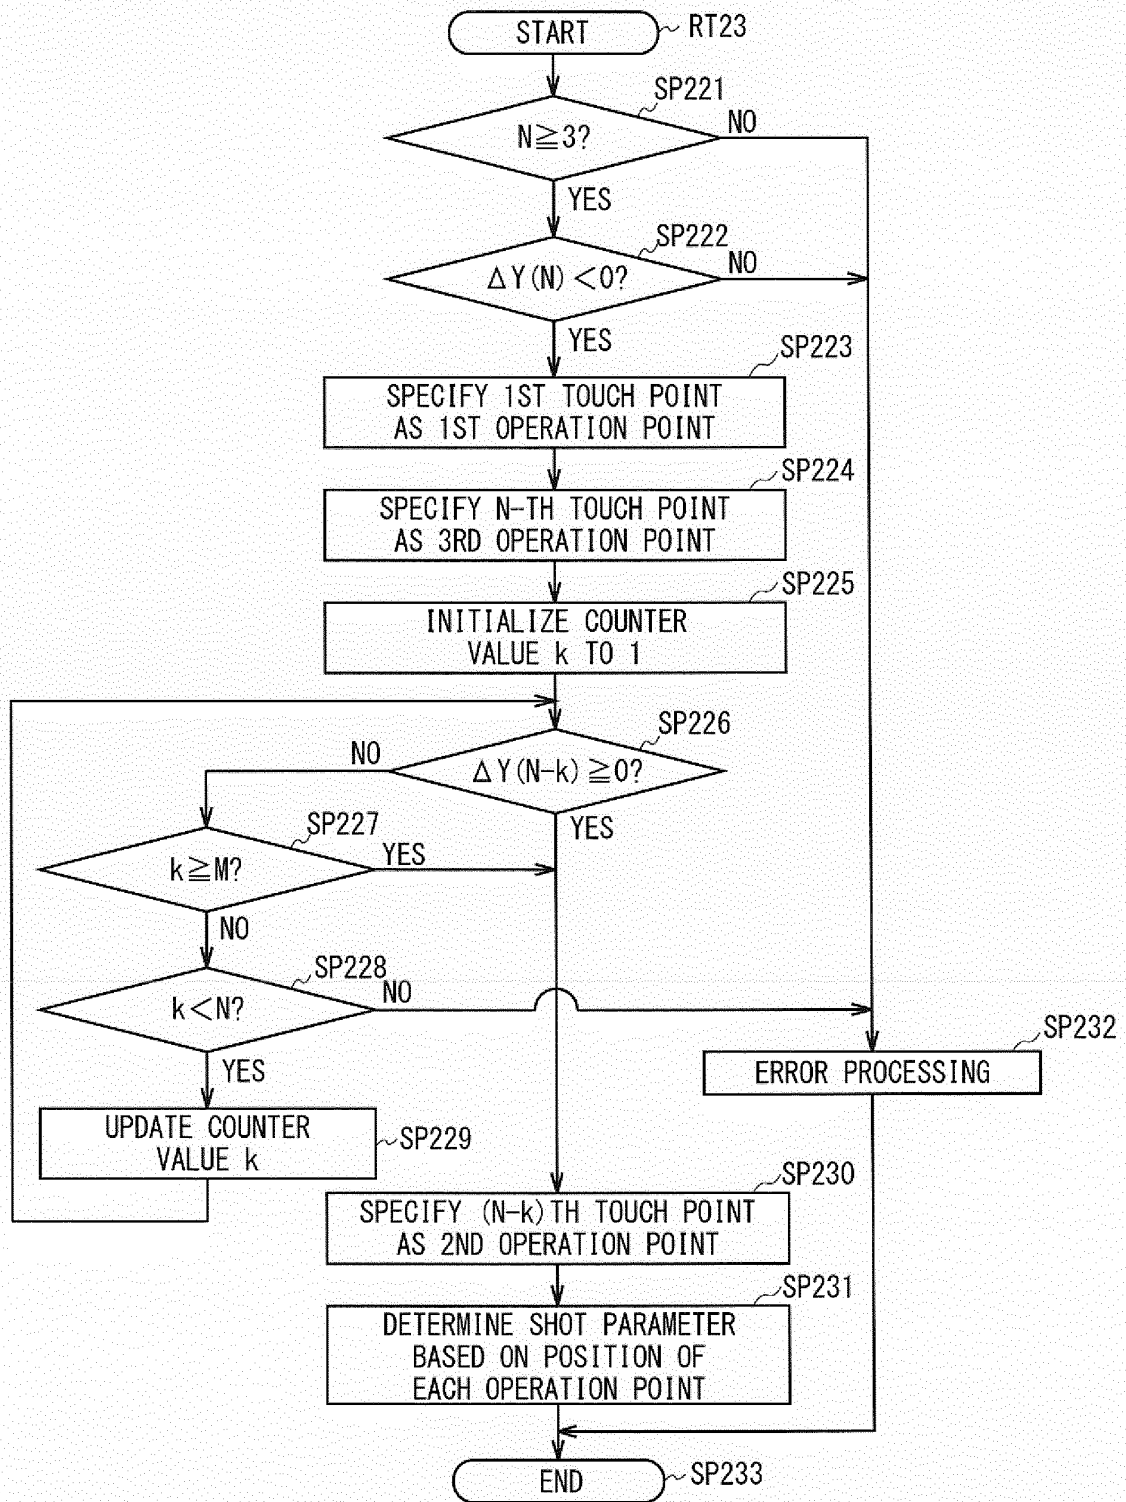 START
RT23
SP221
N≧3?
NO
YES
SP222
ΔY(N)<0?
NO
YES
SP223
SPECIFY 1ST TOUCH POINT
AS 1ST OPERATION POINT
SP224
SPECIFY N-TH TOUCH POINT
AS 3RD OPERATION POINT
SP225
INITIALIZE COUNTER
VALUE k TO 1
SP226
NO
ΔY(N-k)≧0?
YES
SP227
k≧M?
YES
NO
SP228
k<N?
NO
YES
SP232
ERROR PROCESSING
UPDATE COUNTER
VALUE k
SP229
SP230
SPECIFY (N-k)TH TOUCH POINT
AS 2ND OPERATION POINT
SP231
DETERMINE SHOT PARAMETER
BASED ON POSITION OF
EACH OPERATION POINT
END
SP233